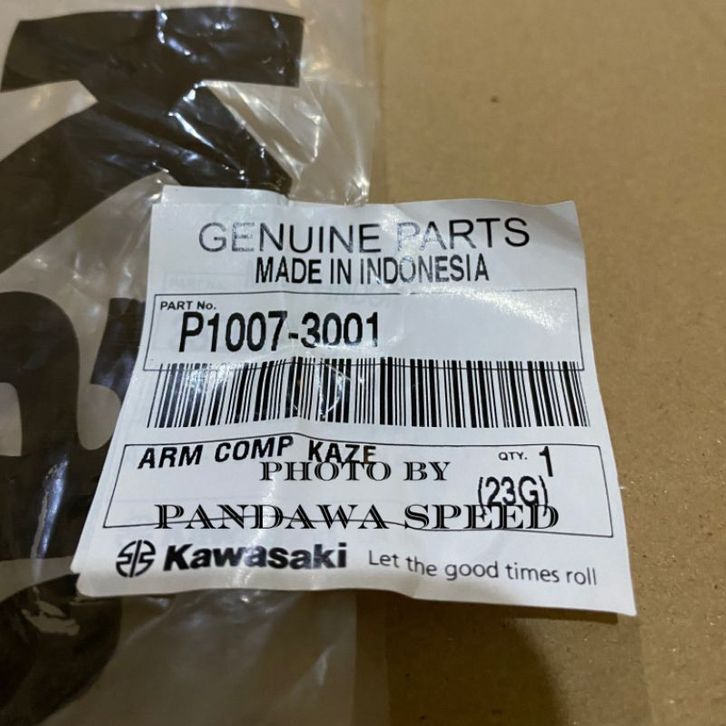 GENUINE PARTS
MADE IN INDONESIA
PART No.
P1007-3001
ARM COMP KAZE
QTY. 1
(23G)
PHOTO BY
PANDAWA SPEED
Kawasaki Let the good times roll